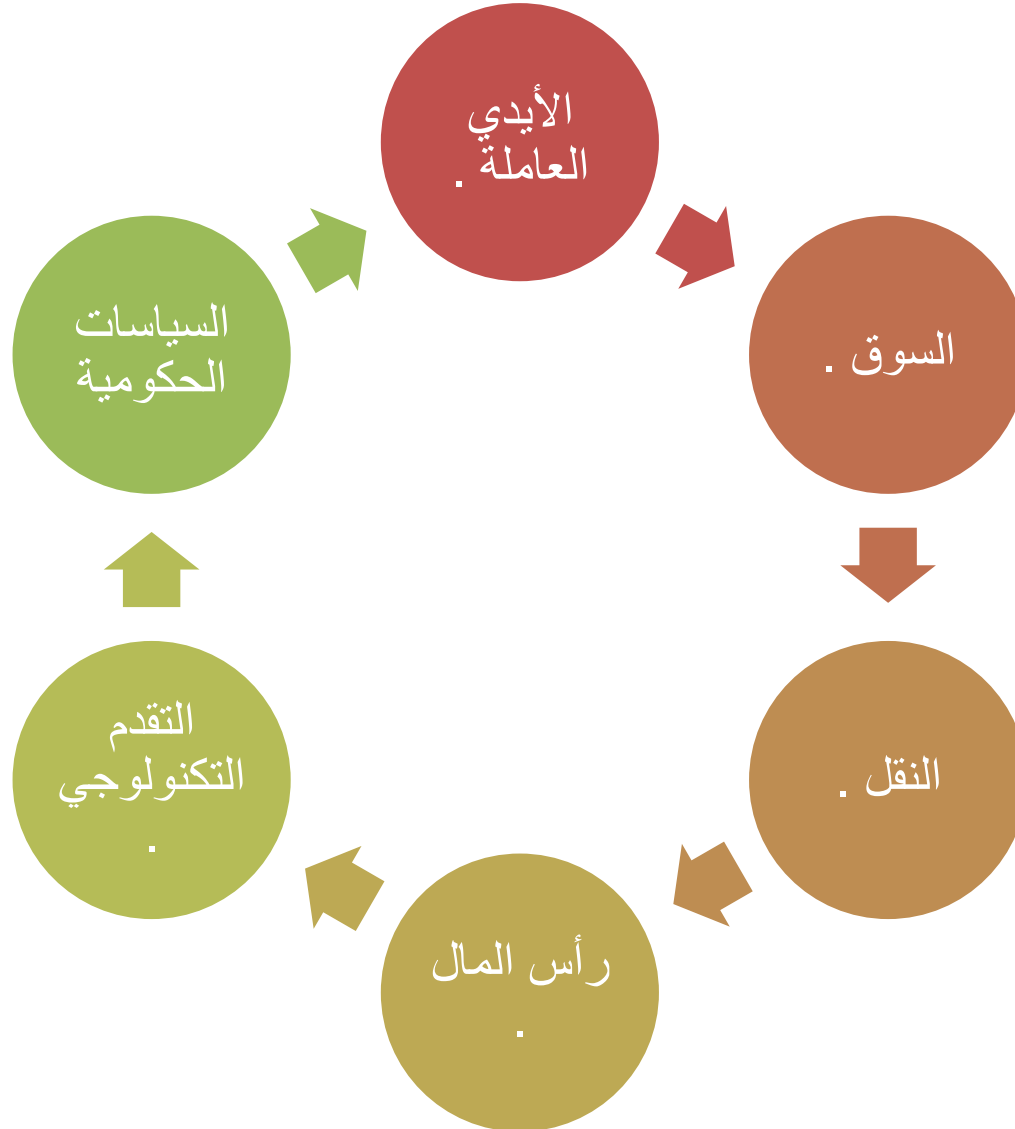 الأيدي
العاملة .
السوق .
النقل .
رأس المال
.
التقدم
التكنولوجي
.
السياسات
الحكومية